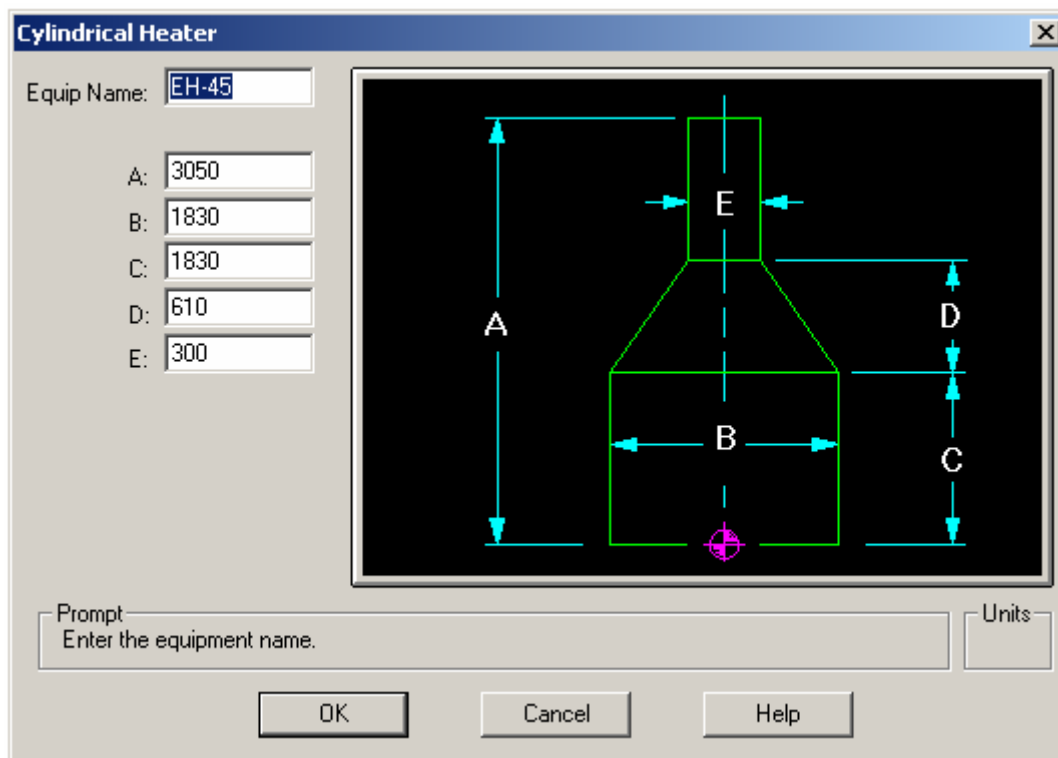 Cylindrical Heater
Equip Name: EH-45
A: 3050
B: 1830
C: 1830
D: 610
E: 300
E
A
D
B
C
Prompt
Enter the equipment name.
Units
OK Cancel Help